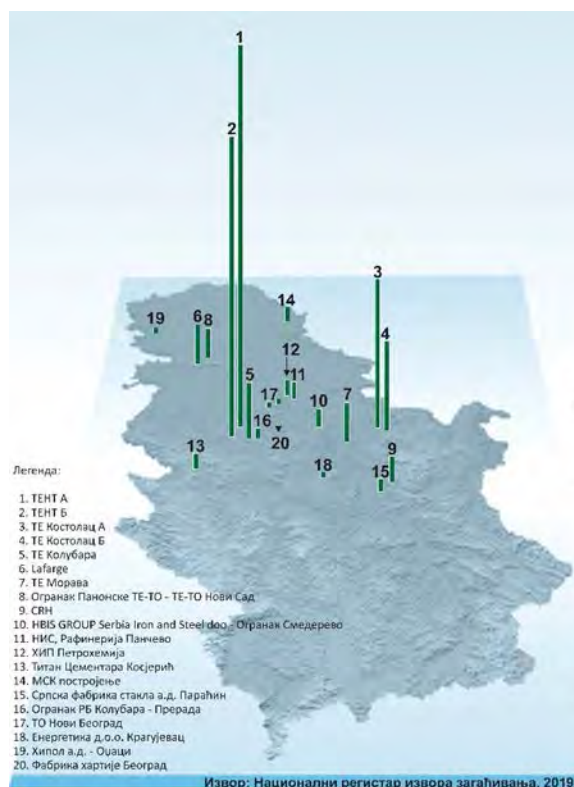 1
2
3
14
4
19
6
8
12
5
17
11
10
7
16
20
13
18
15
9
Легенда:
1. ТЕНТ А
2. ТЕНТ Б
3. ТЕ Костолац А
4. ТЕ Костолац Б
5. ТЕ Колубара
6. Lafarge
7. ТЕ Морава
8. Огранак Панонске ТЕ-ТО - ТЕ-ТО Нови Сад
9. CRH
10. HBIS GROUP Serbia Iron and Steel doo - Огранак Смедерево
11. НИС, Рафинерија Панчево
12. ХИП Петрохемија
13. Титан Цементара Косјерић
14. МСК постројење
15. Српска фабрика стакла а.д. Параћин
16. Огранак РБ Колубара - Прерада
17. ТО Нови Београд
18. Енергетика д.о.о. Крагујевац
19. Хипол а.д. - Оџаци
20. Фабрика хартије Београд
Извор: Национални регистар извора загађивања, 2019